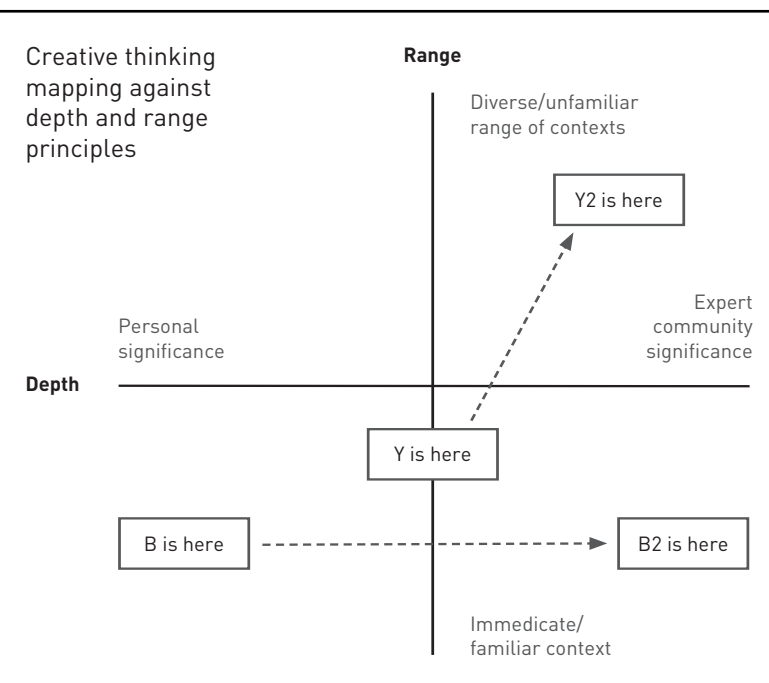 Creative thinking
mapping against
depth and range
principles
Range
Diverse/unfamiliar
range of contexts
Y2 is here
Personal
significance
Expert
community
significance
Depth
Y is here
B is here
B2 is here
Immedicate/
familiar context